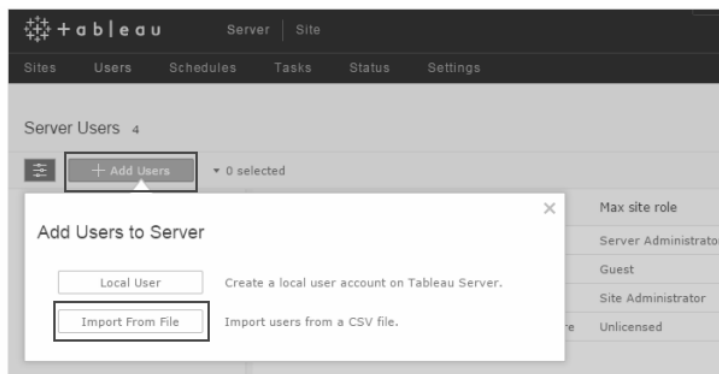 +ableau Server Site
Sites Users Schedules Tasks Status Settings
Server Users 4
+ Add Users 0 selected
Max site role
Add Users to Server
Server Administrato
Guest
Local User Create a local user account on Tableau Server.
Site Administrator
Import From File Import users from a CSV file.
re Unlicensed